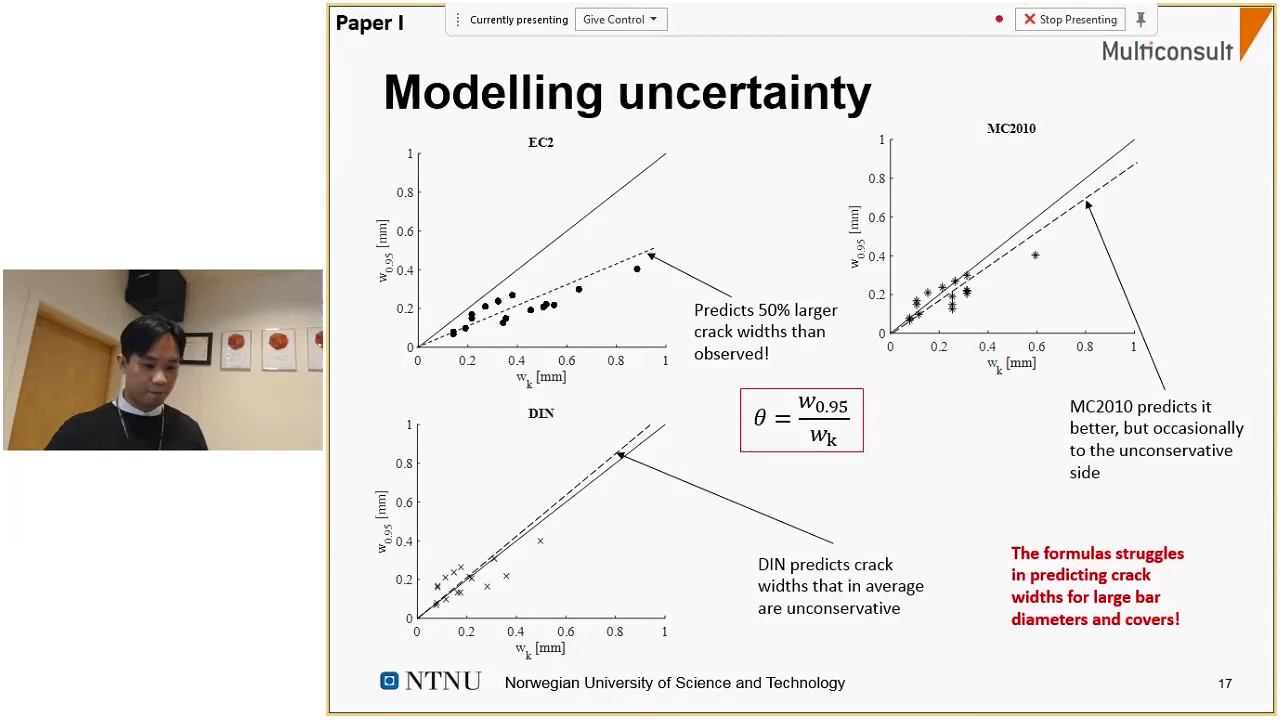 Paper I
Currently presenting
Give Control
Stop Presenting
Multiconsult
Modelling uncertainty
EC2
1
0.8
0.6
0.4
0.2
0
0
0.2
0.4
0.6
0.8
1
w0.95 [mm]
wk [mm]
Predicts 50% larger
crack widths than
observed!
MC2010
1
0.8
0.6
0.4
0.2
0
0
0.2
0.4
0.6
0.8
1
w0.95 [mm]
wk [mm]
MC2010 predicts it
better, but occasionally
to the unconservative
side
θ = w0.95 / wk
DIN
1
0.8
0.6
0.4
0.2
0
0
0.2
0.4
0.6
0.8
1
w0.95 [mm]
wk [mm]
DIN predicts crack
widths that in average
are unconservative
The formulas struggles
in predicting crack
widths for large bar
diameters and covers!
NTNU
Norwegian University of Science and Technology
17